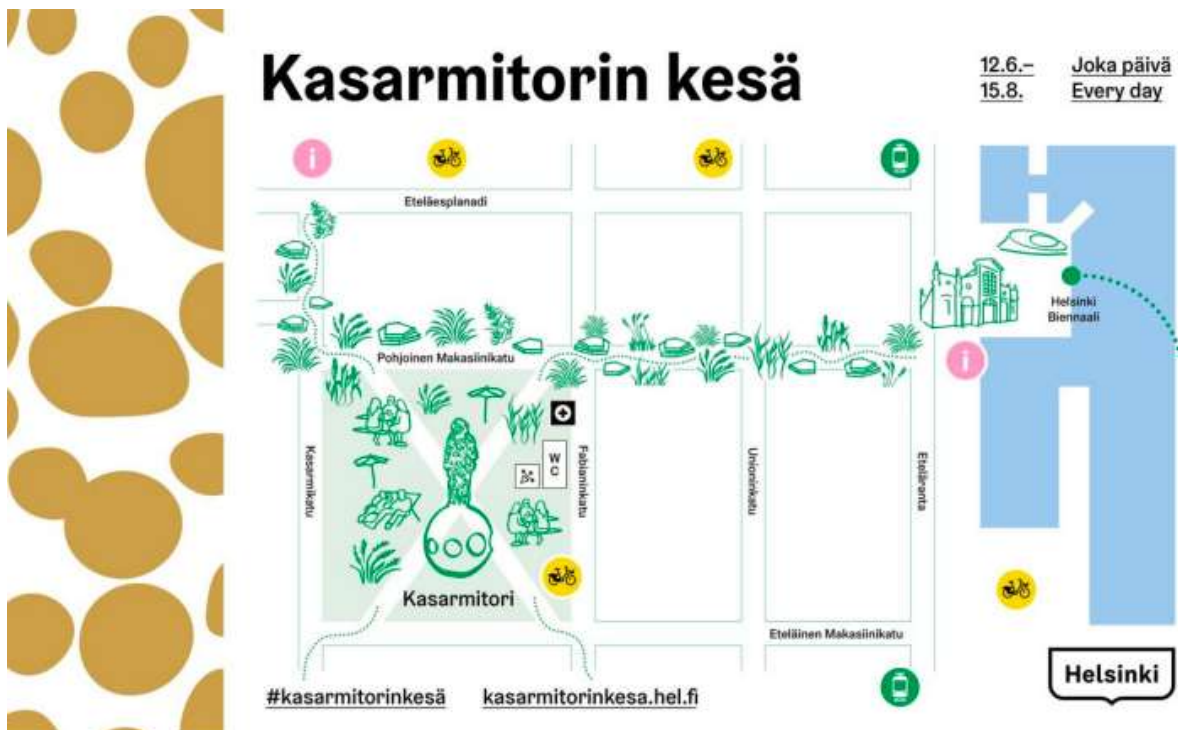 Kasarmitorin kesä
12.6.–
15.8.
Joka päivä
Every day
i
Eteläesplanadi
Helsinki
Biennaali
Pohjoinen Makasiinikatu
i
Kasarmikatu
W
C
Fabianinkatu
Unioninkatu
Eteläranta
Kasarmitori
Eteläinen Makasiinikatu
#kasarmitorinkesä
kasarmitorinkesa.hel.fi
Helsinki